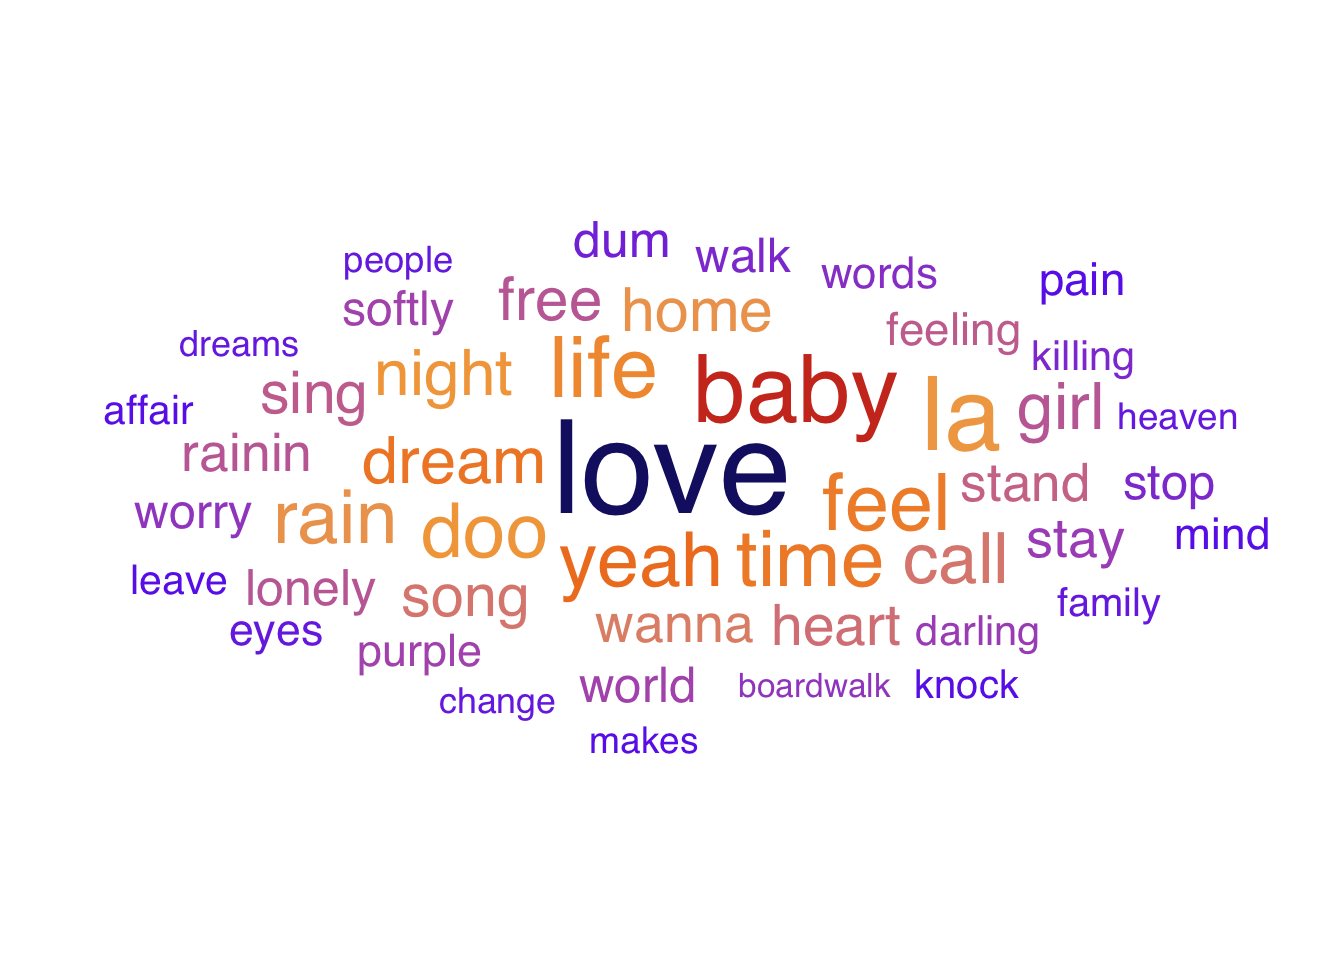 dum
people
walk
words
pain
softly
free
home
feeling
dreams
killing
night
life
baby
sing
affair
la
girl
heaven
rainin
dream
love
feel
stand
stop
worry
rain
doo
stay
mind
yeah
time
call
leave
lonely
song
family
eyes
wanna
heart
darling
purple
change
world
boardwalk
knock
makes